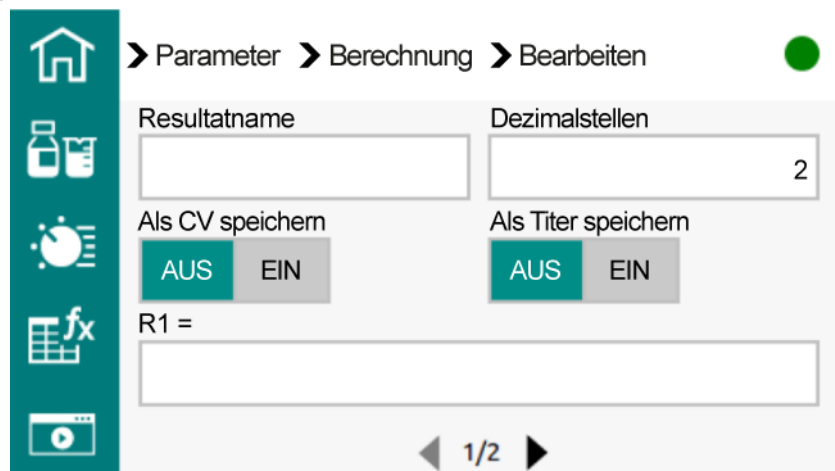 Parameter Berechnung Bearbeiten
Resultatname Dezimalstellen
2
Als CV speichern Als Titer speichern
AUS EIN AUS EIN
fx
R1 =
1/2